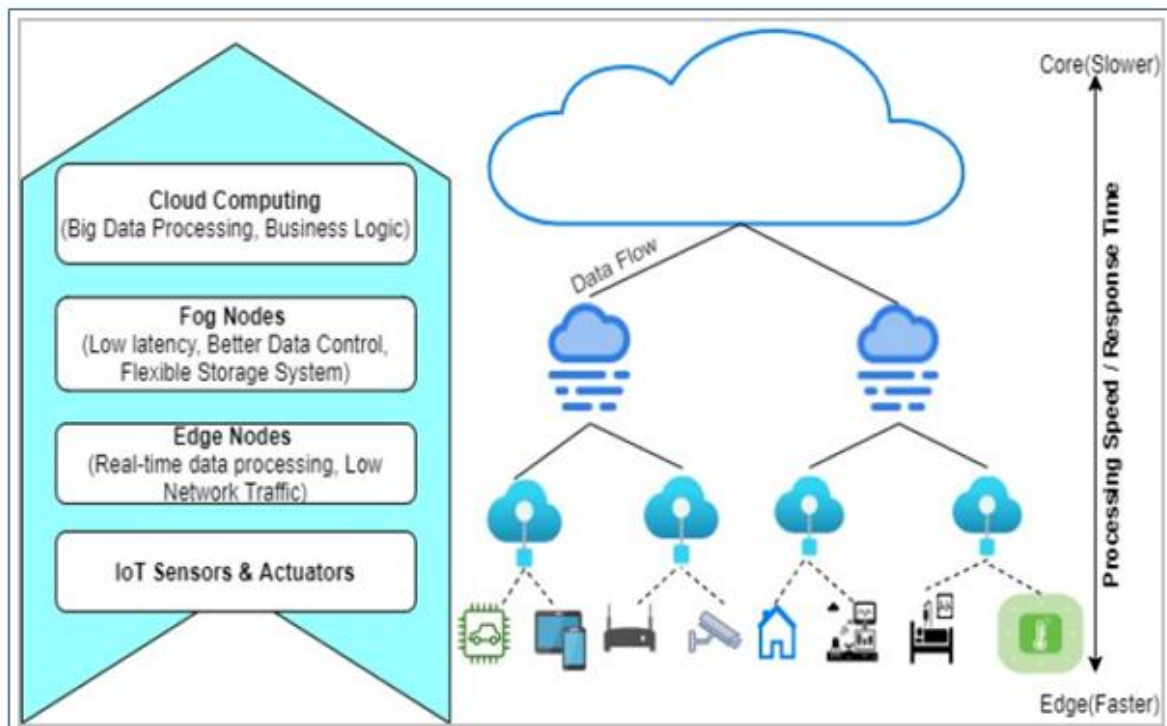 Cloud Computing
(Big Data Processing, Business Logic)
Fog Nodes
(Low latency, Better Data Control,
Flexible Storage System)
Edge Nodes
(Real-time data processing, Low
Network Traffic)
IoT Sensors & Actuators
Data Flow
Core(Slower)
Processing Speed / Response Time
Edge(Faster)